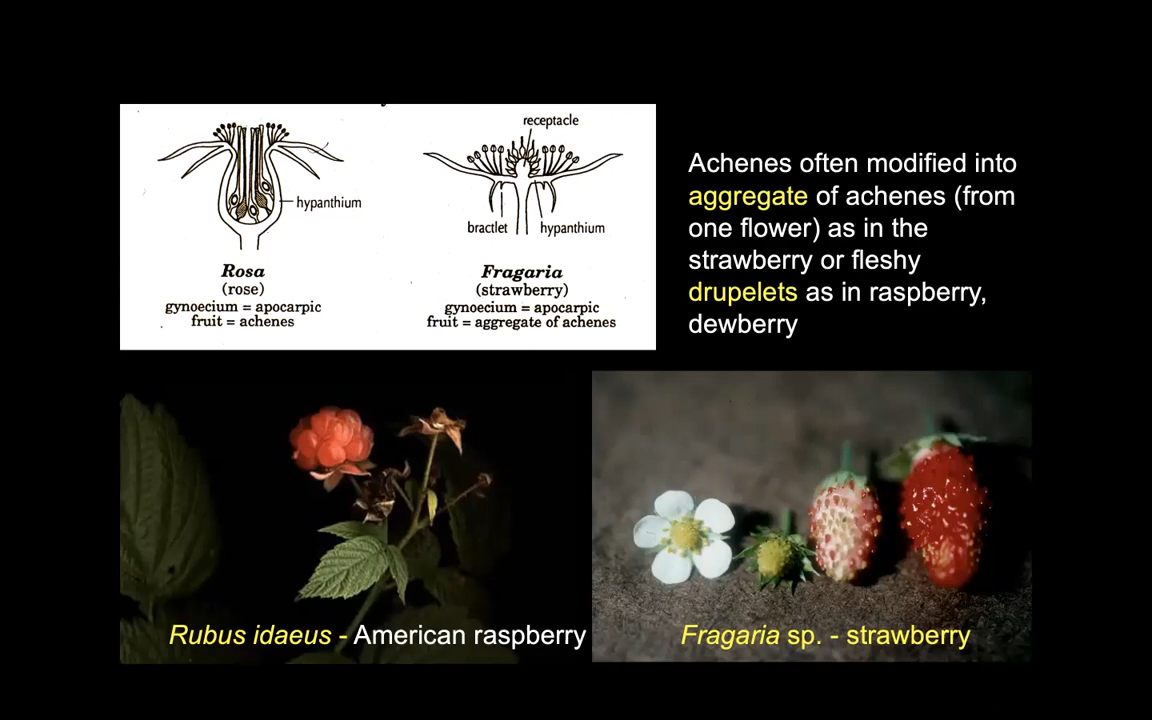 receptacle
hypanthium
bractlet hypanthium
Rosa
(rose)
gynoecium = apocarpic
fruit = achenes
Fragaria
(strawberry)
gynoecium = apocarpic
fruit = aggregate of achenes
Achenes often modified into
aggregate of achenes (from
one flower) as in the
strawberry or fleshy
drupelets as in raspberry,
dewberry
Rubus idaeus - American raspberry
Fragaria sp. - strawberry